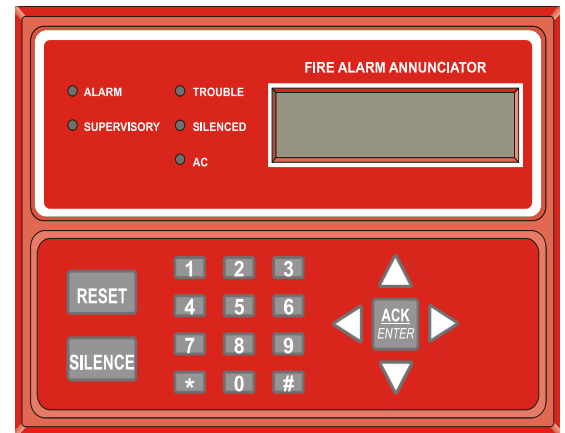 FIRE ALARM ANNUNCIATOR
ALARM TROUBLE
SUPERVISORY SILENCED
AC
RESET
SILENCE
1 2 3
4 5 6
7 8 9
* 0 #
ACK
ENTER